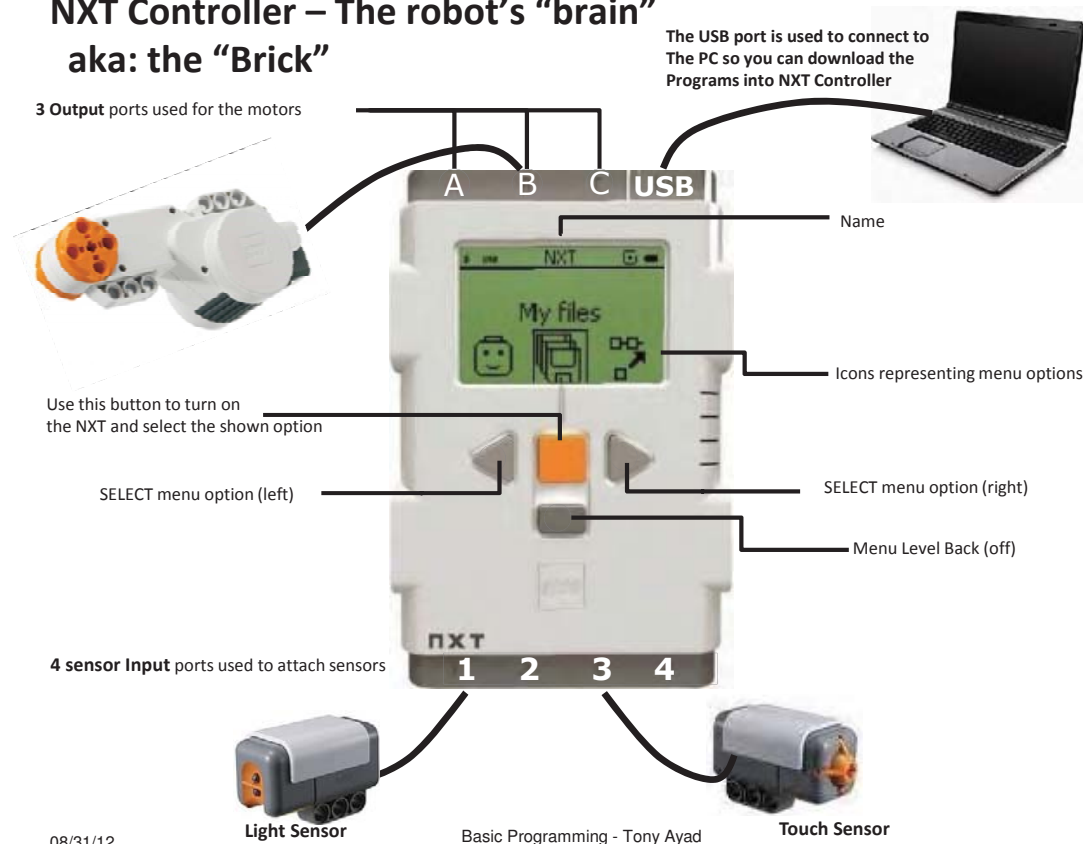 NXT Controller – The robot's “brain”
aka: the “Brick”
The USB port is used to connect to
The PC so you can download the
Programs into NXT Controller
3 Output ports used for the motors
A B C USB
Name
NXT
My files
Icons representing menu options
Use this button to turn on
the NXT and select the shown option
SELECT menu option (left)
SELECT menu option (right)
Menu Level Back (off)
NXT
4 sensor Input ports used to attach sensors
1 2 3 4
Light Sensor
Touch Sensor
08/31/12
Basic Programming - Tony Ayad